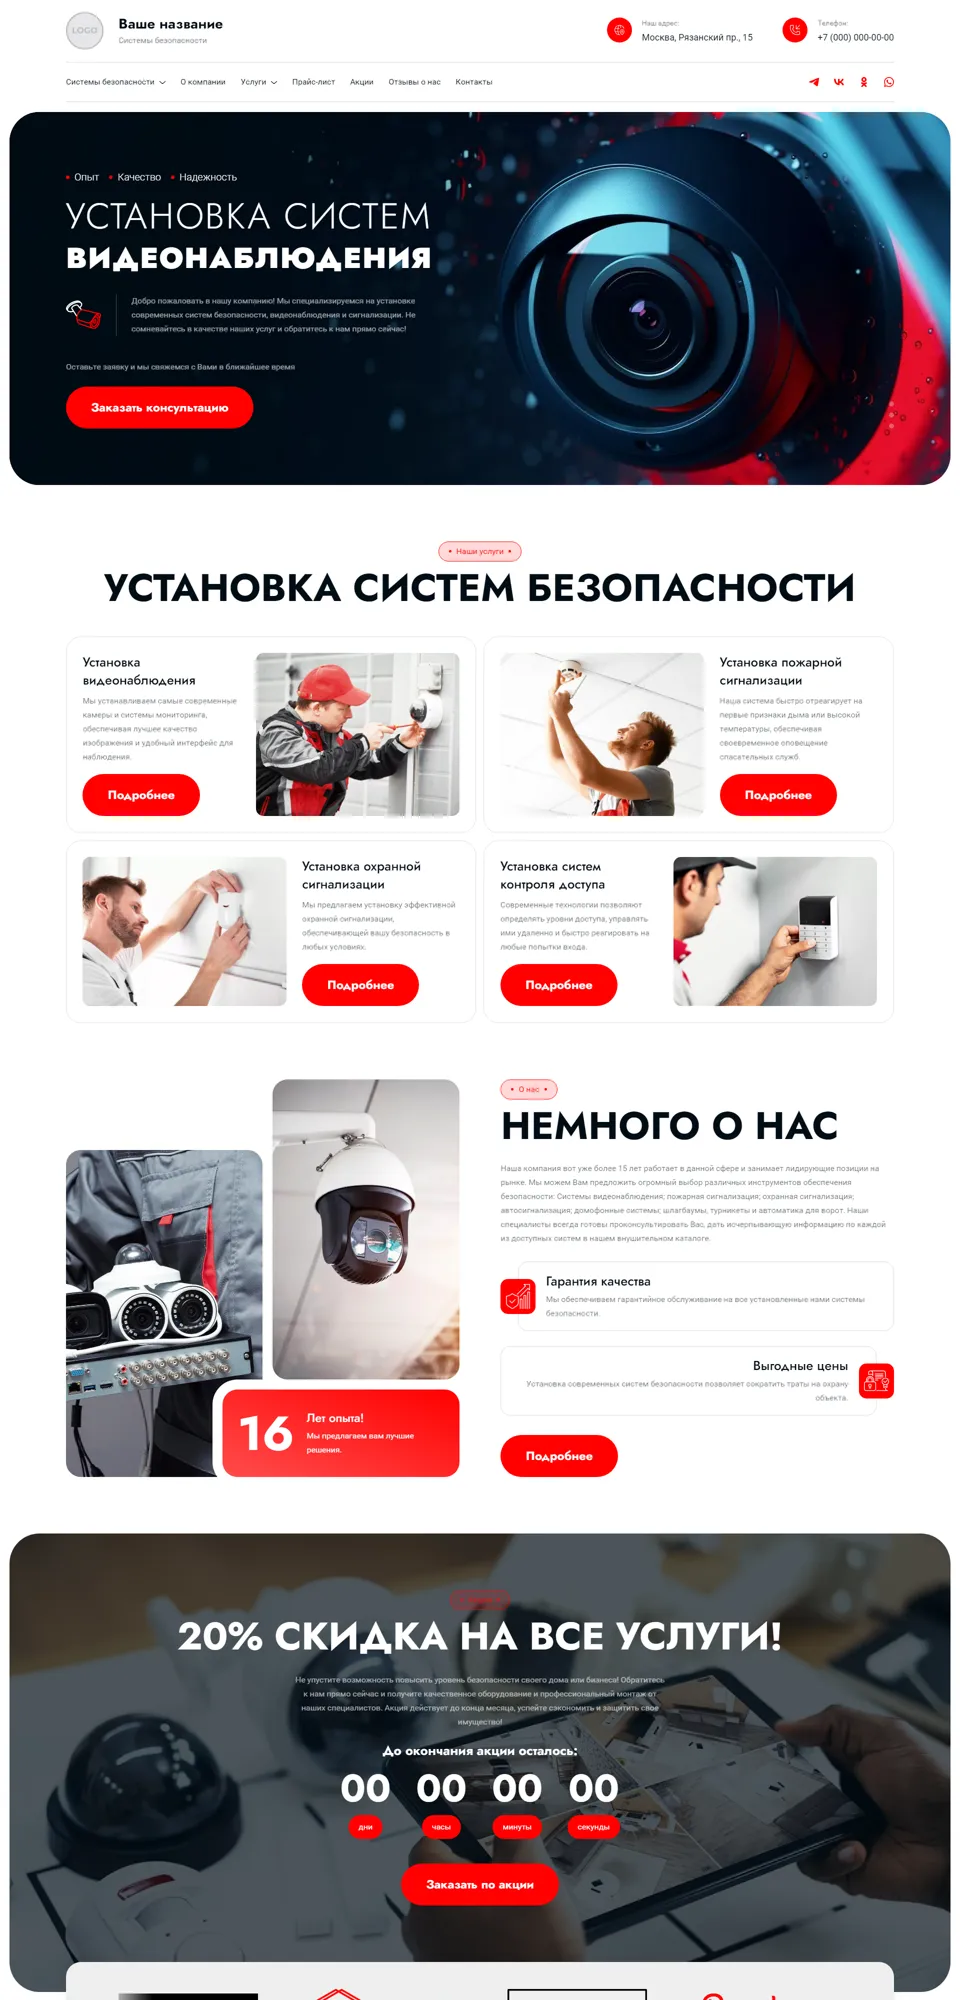 LOGO
Ваше название
Системы безопасности
Наш адрес:
Москва, Рязанский пр., 15
Телефон:
+7 (000) 000-00-00
Системы безопасности
О компании
Услуги
Прайс-лист
Акции
Отзывы о нас
Контакты
Опыт
Качество
Надежность
УСТАНОВКА СИСТЕМ
ВИДЕОНАБЛЮДЕНИЯ
Добро пожаловать в нашу компанию! Мы специализируемся на установке
современных систем безопасности, видеонаблюдения и сигнализации. Не
сомневайтесь в качестве наших услуг и обратитесь к нам прямо сейчас!
Оставьте заявку и мы свяжемся с Вами в ближайшее время
Заказать консультацию
Наши услуги
УСТАНОВКА СИСТЕМ БЕЗОПАСНОСТИ
Установка
видеонаблюдения
Мы устанавливаем самые современные
камеры и системы мониторинга,
обеспечивая лучшее качество
изображения и удобный интерфейс для
наблюдения.
Подробнее
Установка пожарной
сигнализации
Наша система быстро отреагирует на
первые признаки дыма или высокой
температуры, обеспечивая
своевременное оповещение
спасательных служб.
Подробнее
Установка охранной
сигнализации
Мы предлагаем установку эффективной
охранной сигнализации,
обеспечивающей вашу безопасность в
любых условиях.
Подробнее
Установка систем
контроля доступа
Современные технологии позволяют
определять уровни доступа, управлять
ими удаленно и быстро реагировать на
любые попытки входа.
Подробнее
О нас
НЕМНОГО О НАС
Наша компания вот уже более 15 лет работает в данной сфере и занимает лидирующие позиции на
рынке. Мы можем Вам предложить огромный выбор различных инструментов обеспечения
безопасности: Системы видеонаблюдения; пожарная сигнализация; охранная сигнализация;
автосигнализация; домофонные системы; шлагбаумы, турникеты и автоматика для ворот. Наши
специалисты всегда готовы проконсультировать Вас, дать исчерпывающую информацию по каждой
из доступных систем в нашем внушительном каталоге.
Гарантия качества
Мы обеспечиваем гарантийное обслуживание на все установленные нами системы
безопасности.
Выгодные цены
Установка современных систем безопасности позволяет сократить траты на охрану
объекта.
Подробнее
16
Лет опыта!
Мы предлагаем вам лучшие
решения.
20% СКИДКА НА ВСЕ УСЛУГИ!
Не упустите возможность повысить уровень безопасности своего дома или бизнеса! Обратитесь
к нам прямо сейчас и получите качественное оборудование и профессиональный монтаж от
наших специалистов. Акция действует до конца месяца, успейте сэкономить и защитить свое
имущество!
До окончания акции осталось:
00 00 00 00
дни
часы
минуты
секунды
Заказать по акции